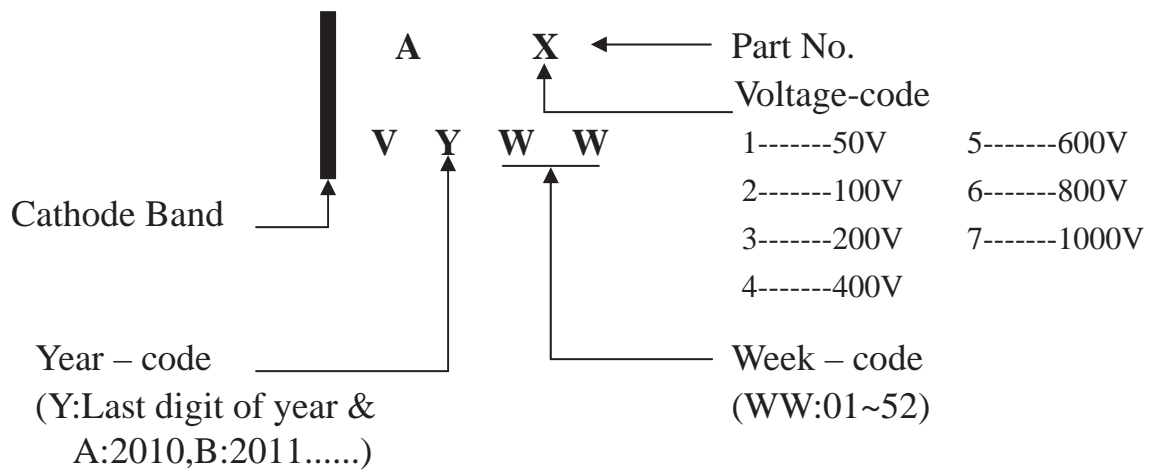 A X Part No.
Voltage-code
V Y W W
1-------50V 5-------600V
2-------100V 6-------800V
Cathode Band
3-------200V 7-------1000V
4-------400V
Year – code
(Y:Last digit of year &
A:2010,B:2011......)
Week – code
(WW:01~52)